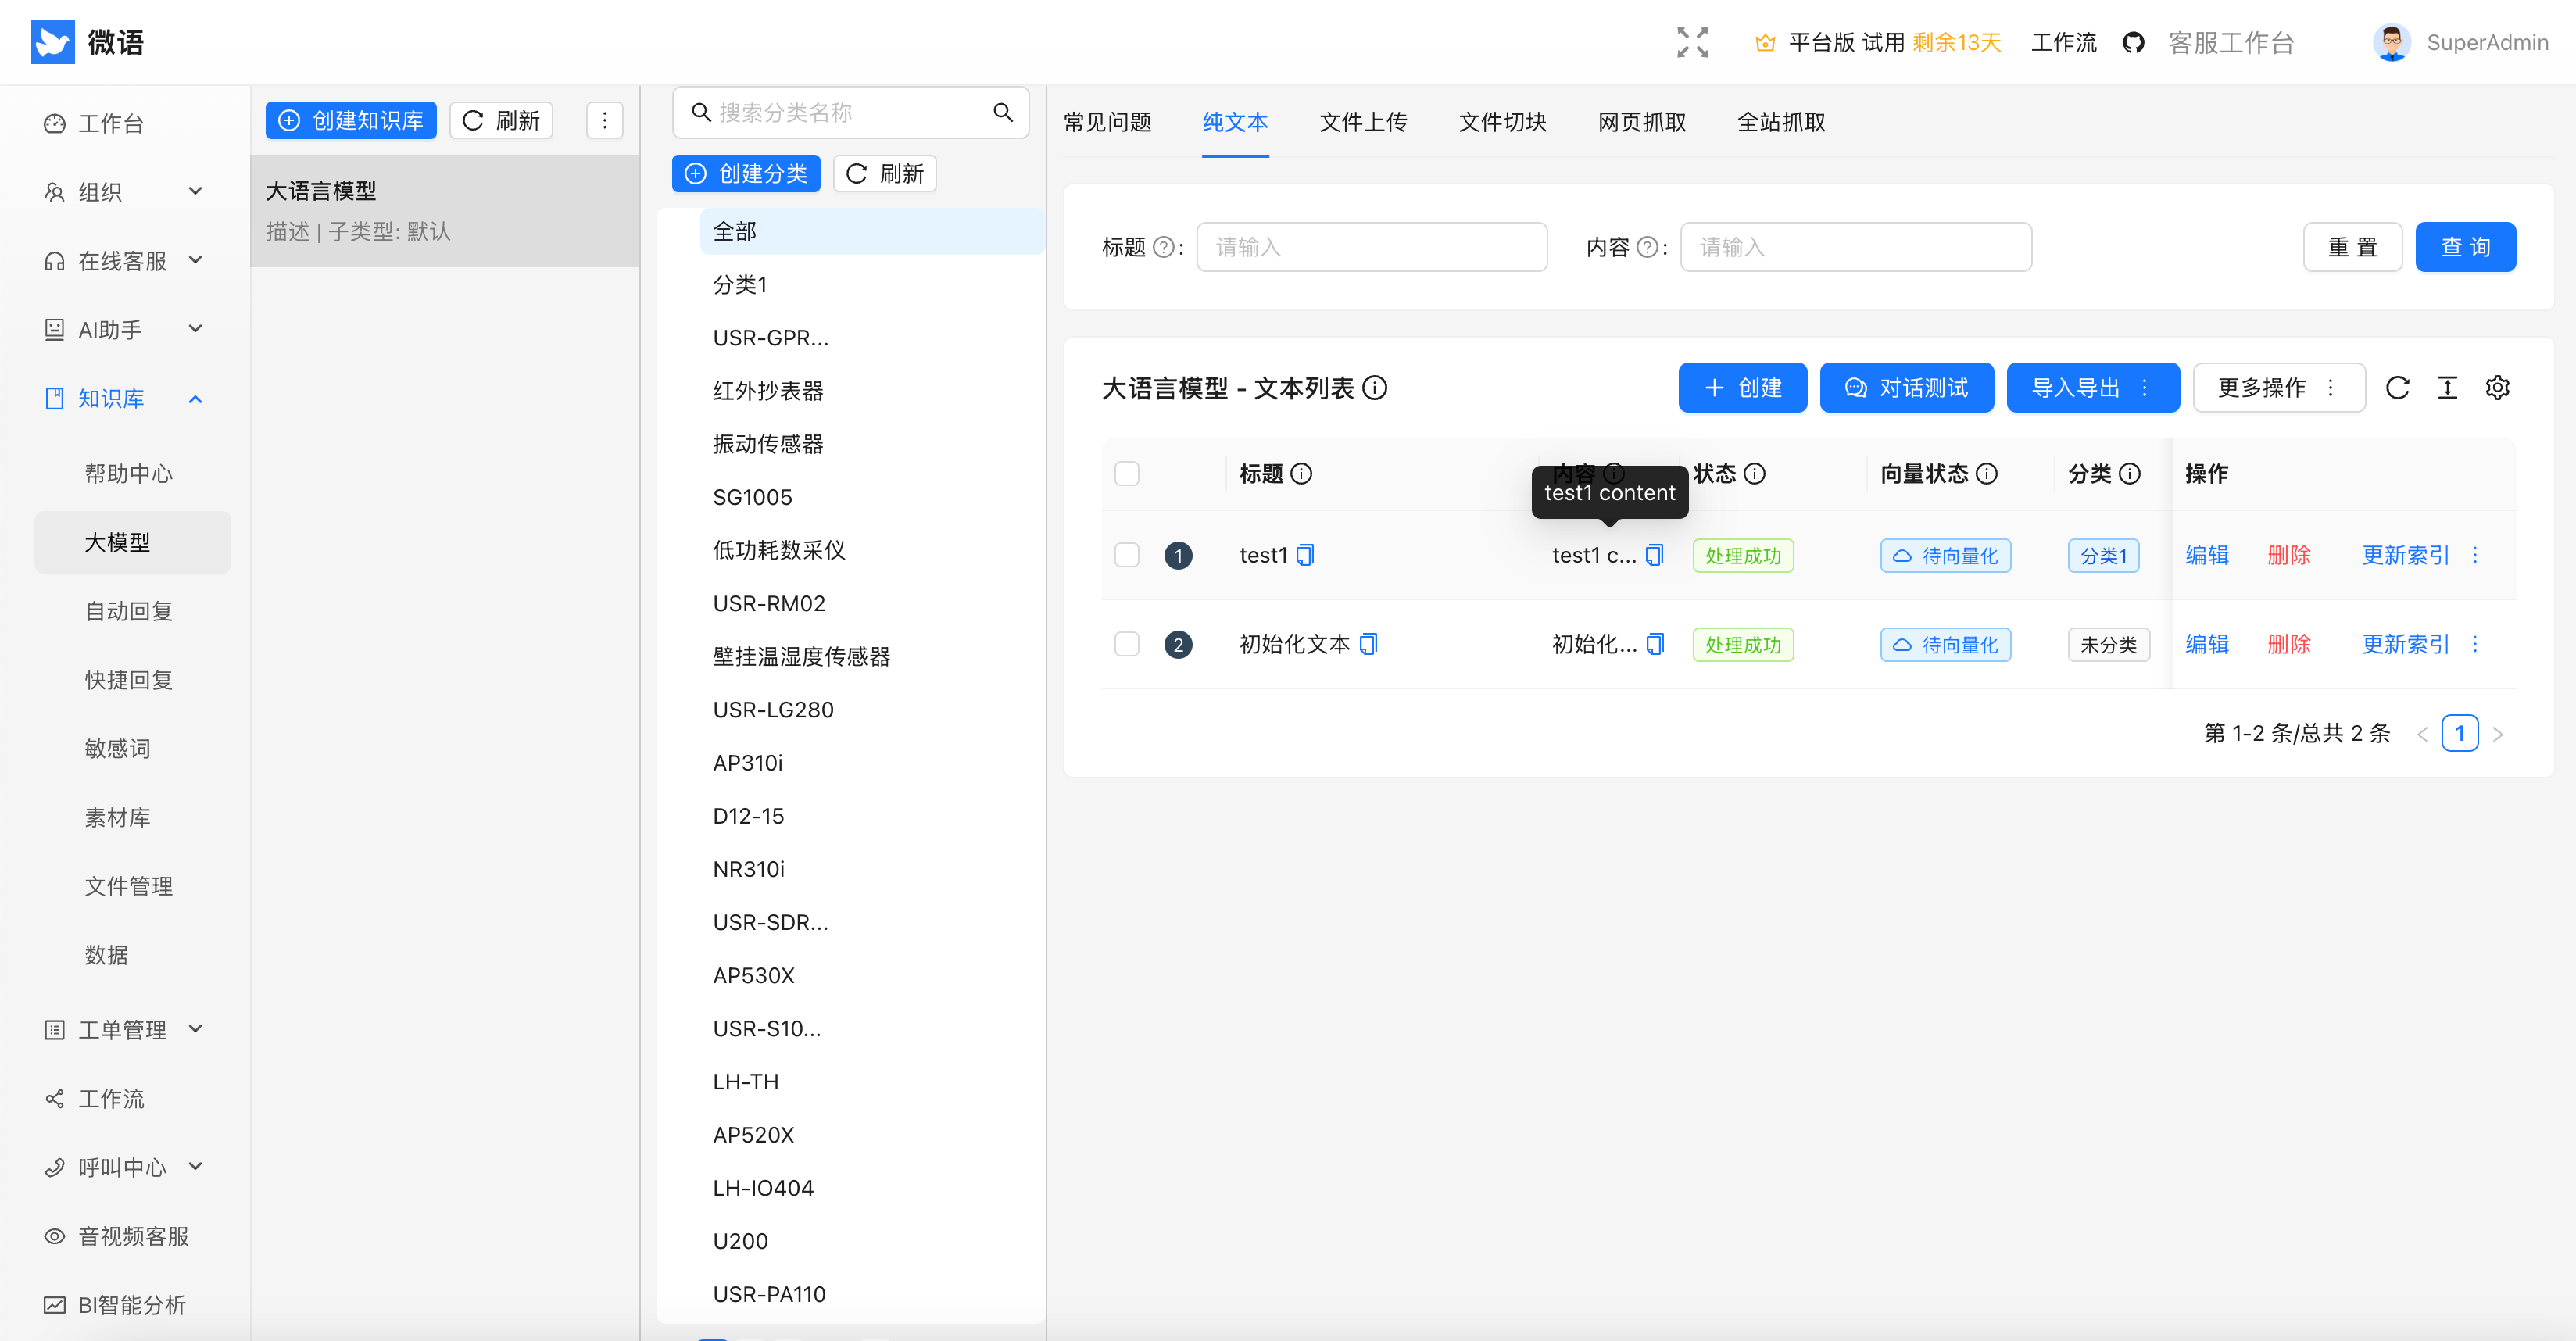 微语
平台版 试用 剩余13天
工作流
客服工作台
SuperAdmin
工作台
组织
在线客服
AI助手
知识库
帮助中心
大模型
自动回复
快捷回复
敏感词
素材库
文件管理
数据
工单管理
工作流
呼叫中心
音视频客服
BI智能分析
创建知识库
刷新
大语言模型
描述 | 子类型: 默认
搜索分类名称
创建分类
刷新
全部
分类1
USR-GPR...
红外抄表器
振动传感器
SG1005
低功耗数采仪
USR-RM02
壁挂温湿度传感器
USR-LG280
AP310i
D12-15
NR310i
USR-SDR...
AP530X
USR-S10...
LH-TH
AP520X
LH-IO404
U200
USR-PA110
常见问题 纯文本 文件上传 文件切块 网页抓取 全站抓取
标题 : 请输入 内容 : 请输入 重 置 查 询
大语言模型 - 文本列表 创建 对话测试 导入导出 更多操作
标题 内容 状态 向量状态 分类 操作
test1 content
1 test1 test1 c... 处理成功 待向量化 分类1 编辑 删除 更新索引
2 初始化文本 初始化... 处理成功 待向量化 未分类 编辑 删除 更新索引
第 1-2 条/总共 2 条 < 1 >